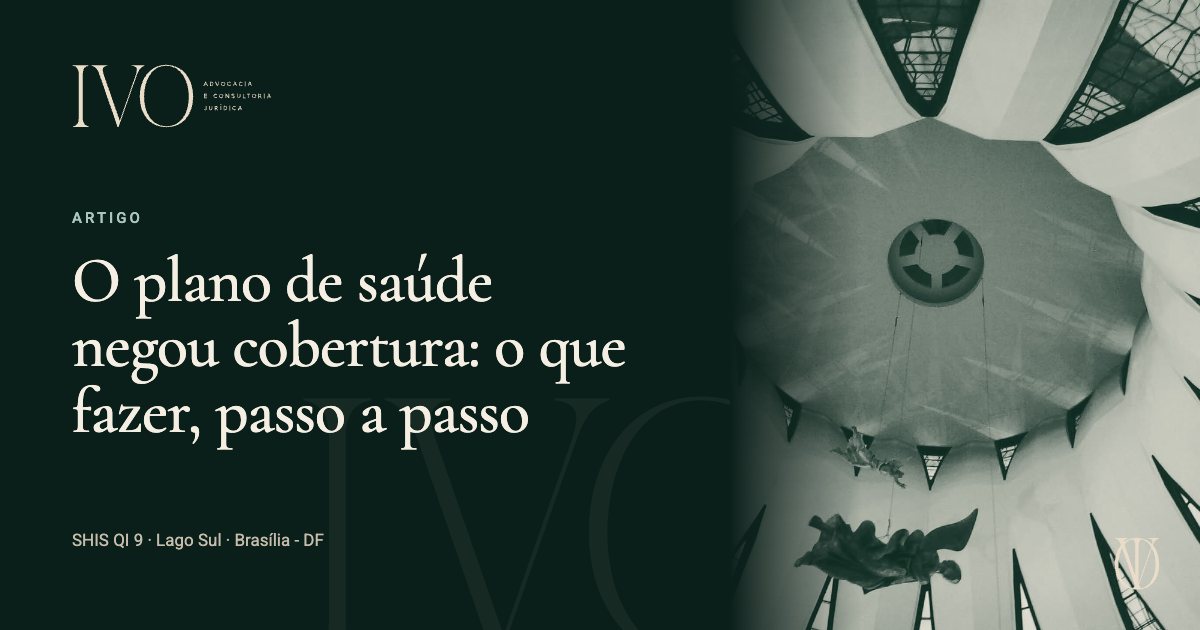 IVO
ADVOCACIA
E CONSULTORIA
JURÍDICA
ARTIGO
O plano de saúde
negou cobertura: o que
fazer, passo a passo
SHIS QI 9 · Lago Sul · Brasília - DF
IVO